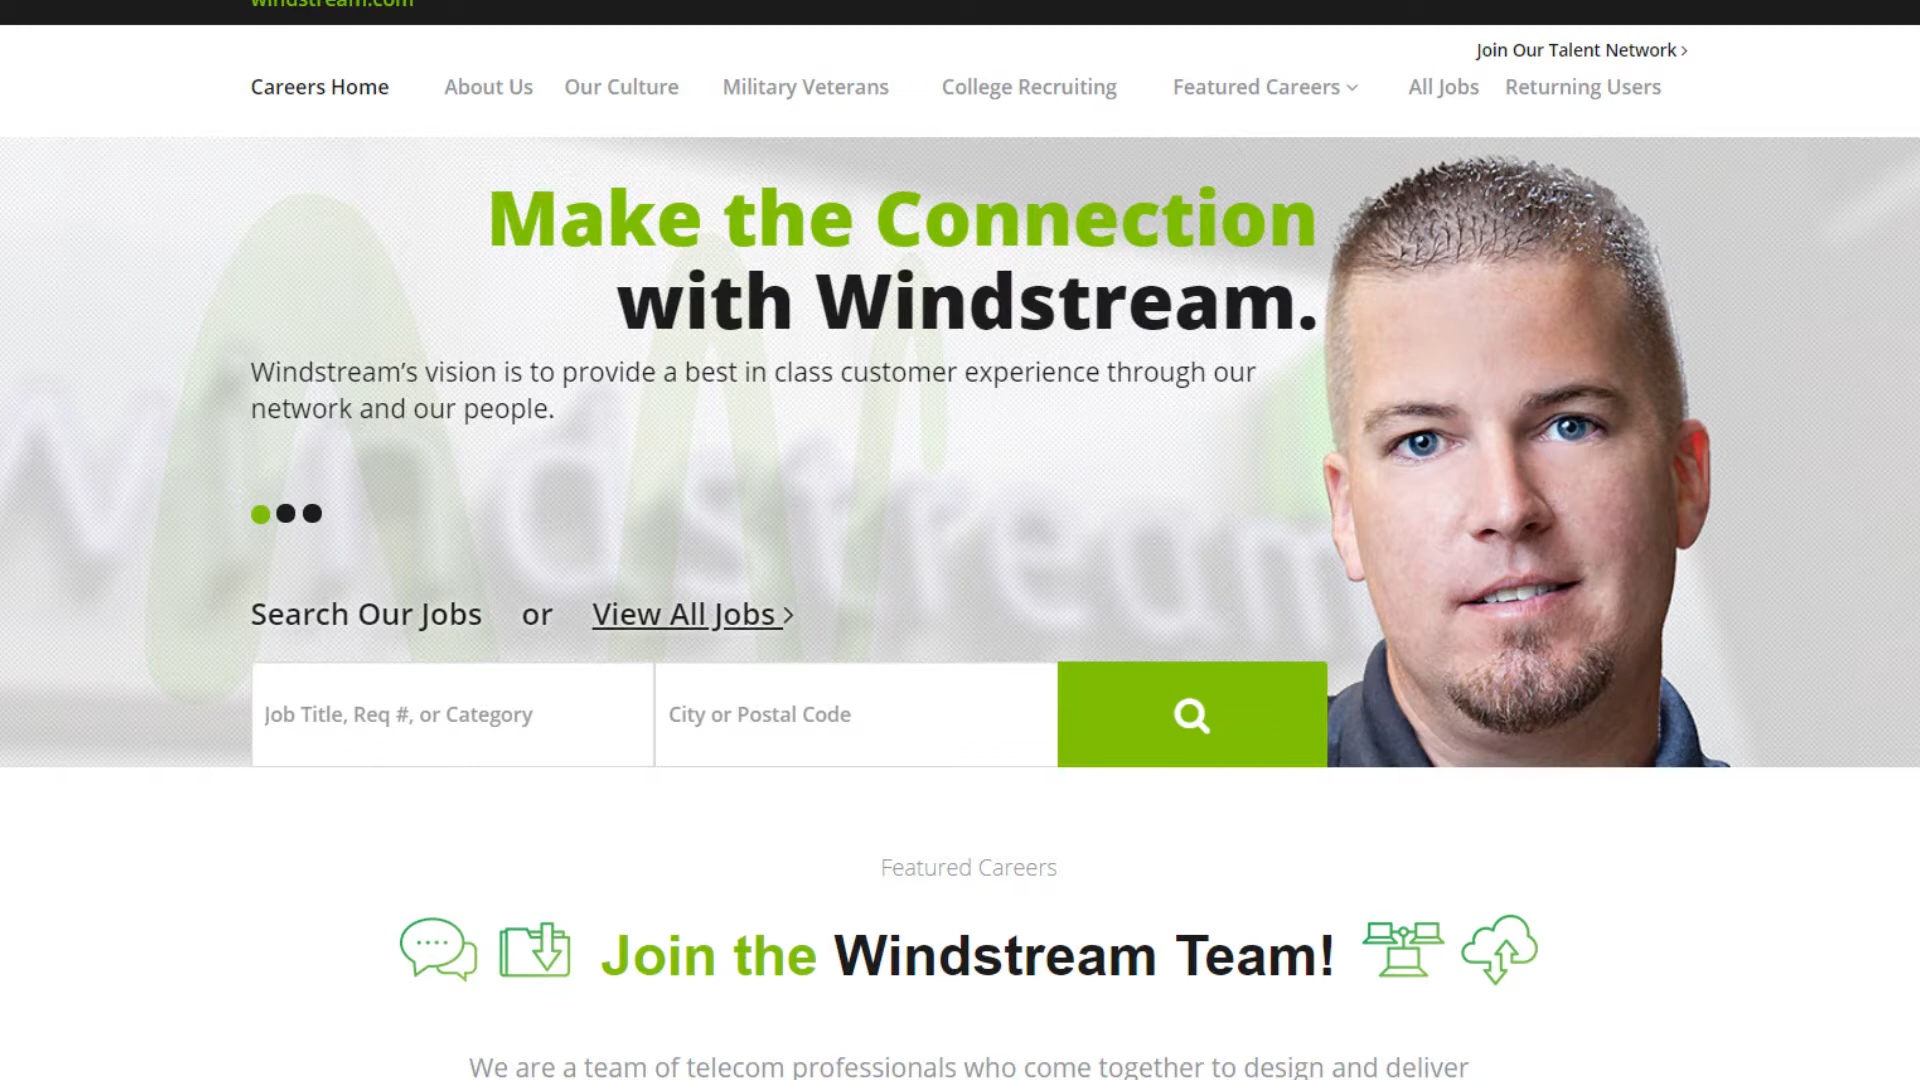 windstream.com
Join Our Talent Network
Careers Home About Us Our Culture Military Veterans College Recruiting Featured Careers All Jobs Returning Users
Make the Connection
with Windstream.
Windstream’s vision is to provide a best in class customer experience through our
network and our people.
windstream
Search Our Jobs or View All Jobs
Job Title, Req #, or Category City or Postal Code
Featured Careers
Join the Windstream Team!
We are a team of telecom professionals who come together to design and deliver